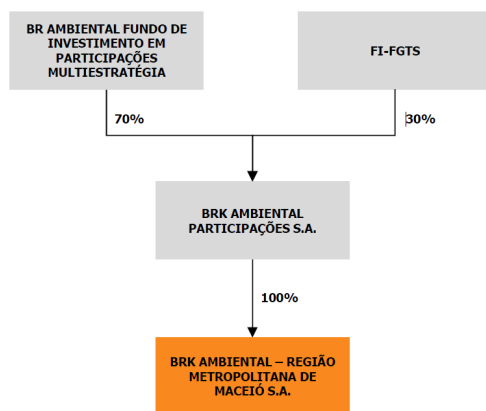 BR AMBIENTAL FUNDO DE
INVESTIMENTO EM
PARTICIPAÇÕES
MULTIESTRATÉGIA
FI-FGTS
70%
30%
BRK AMBIENTAL
PARTICIPAÇÕES S.A.
100%
BRK AMBIENTAL – REGIÃO
METROPOLITANA DE
MACEIÓ S.A.